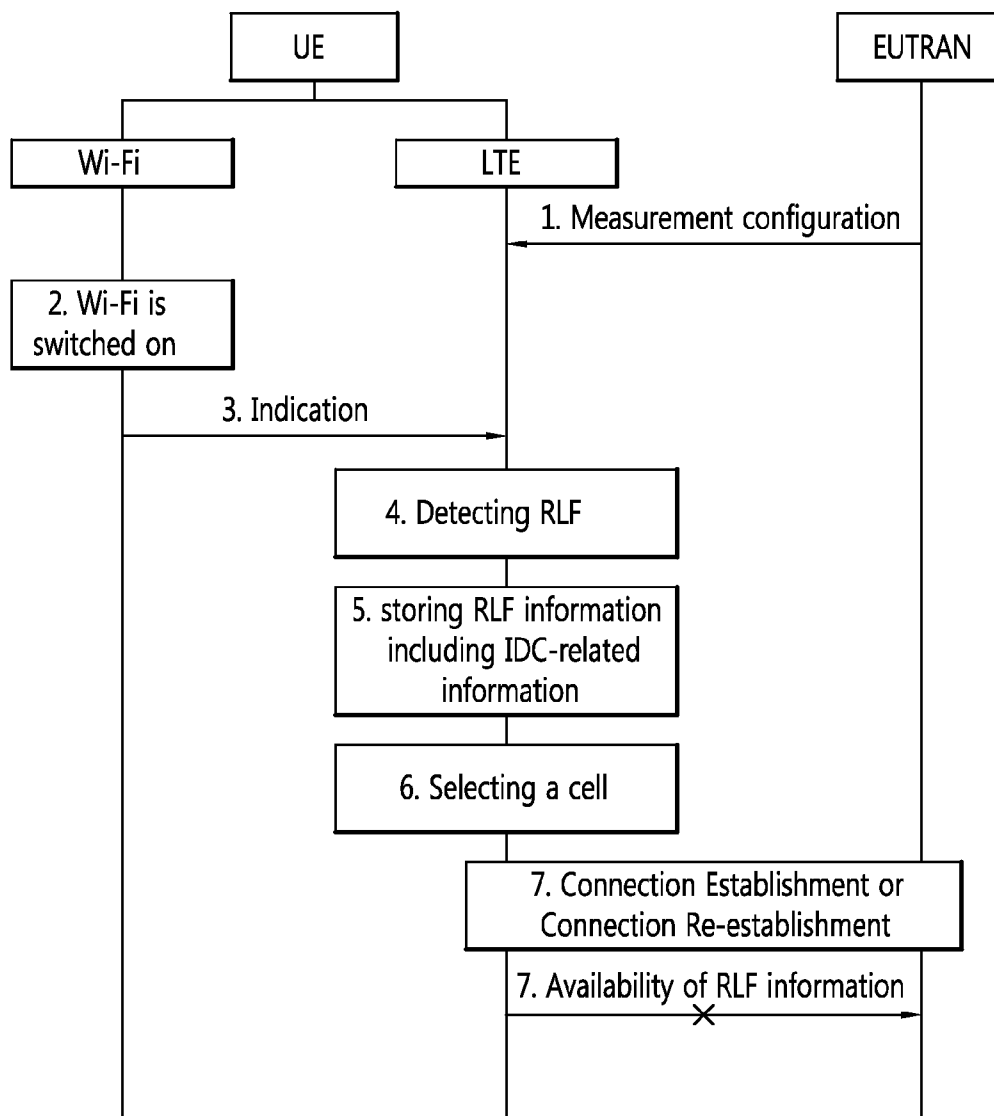 UE
EUTRAN
Wi-Fi
LTE
1. Measurement configuration
2. Wi-Fi is
switched on
3. Indication
4. Detecting RLF
5. storing RLF information
including IDC-related
information
6. Selecting a cell
7. Connection Establishment or
Connection Re-establishment
7. Availability of RLF information